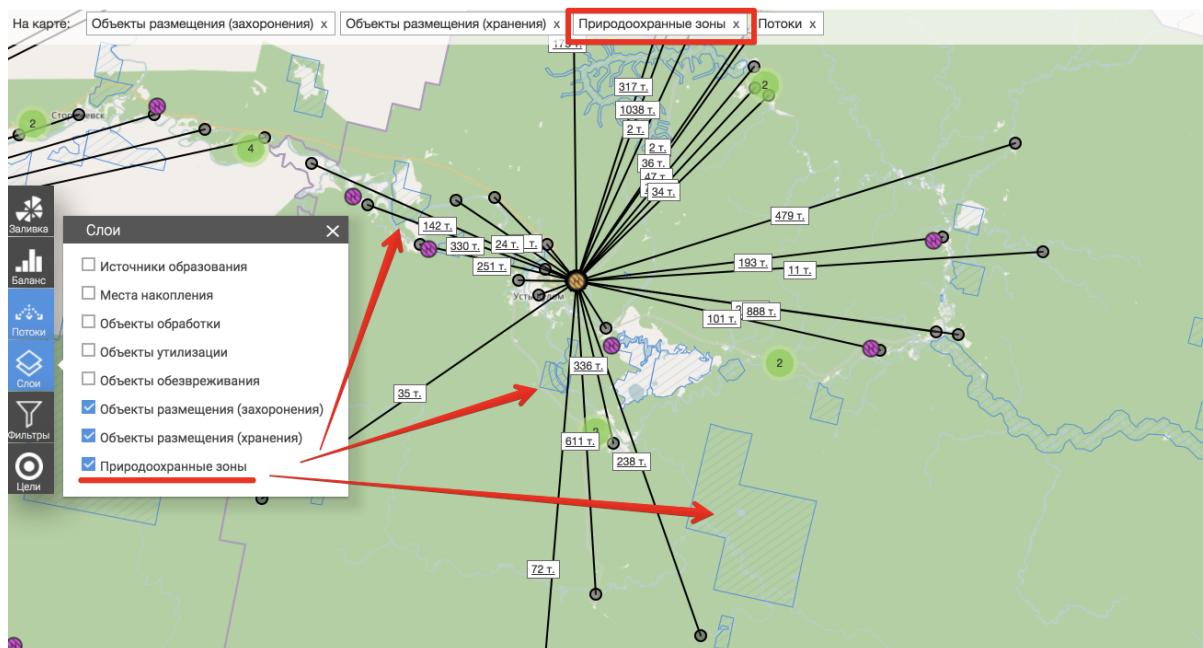 На карте:
Объекты размещения (захоронения) x
Объекты размещения (хранения) x
Природоохранные зоны x
Потоки x
317 т.
1038 т.
2 т.
2
2
4
2 т.
36 т.
47 т.
34 т.
479 т.
Заливка
Слои
142 т.
330 т.
24 т.
т.
193 т.
11 т.
251 т.
Источники образования
Баланс
Места накопления
888 т.
101 т.
Объекты обработки
Потоки
Объекты утилизации
336 т.
2
Объекты обезвреживания
Слои
35 т.
Объекты размещения (захоронения)
Объекты размещения (хранения)
Фильтры
611 т.
238 т.
Природоохранные зоны
Цели
72 т.